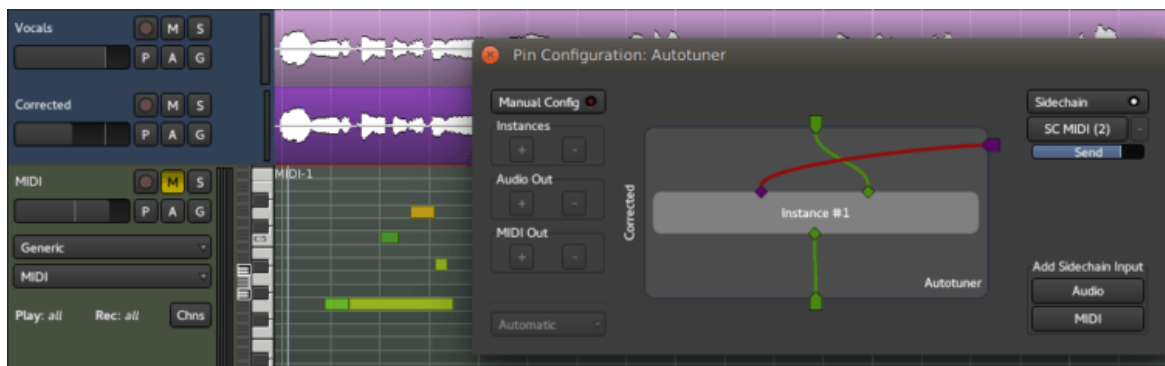 Vocals
M S
P A G
Corrected
M S
P A G
MIDI
M S
P A G
Generic
MIDI
Play: all Rec: all Chns
MIDI-1
Pin Configuration: Autotuner
Manual Config
Instances
+ -
Audio Out
+ -
MIDI Out
+ -
Automatic
Corrected
Instance #1
Autotuner
Sidechain
SC MIDI (2) -
Send
Add Sidechain Input
Audio
MIDI